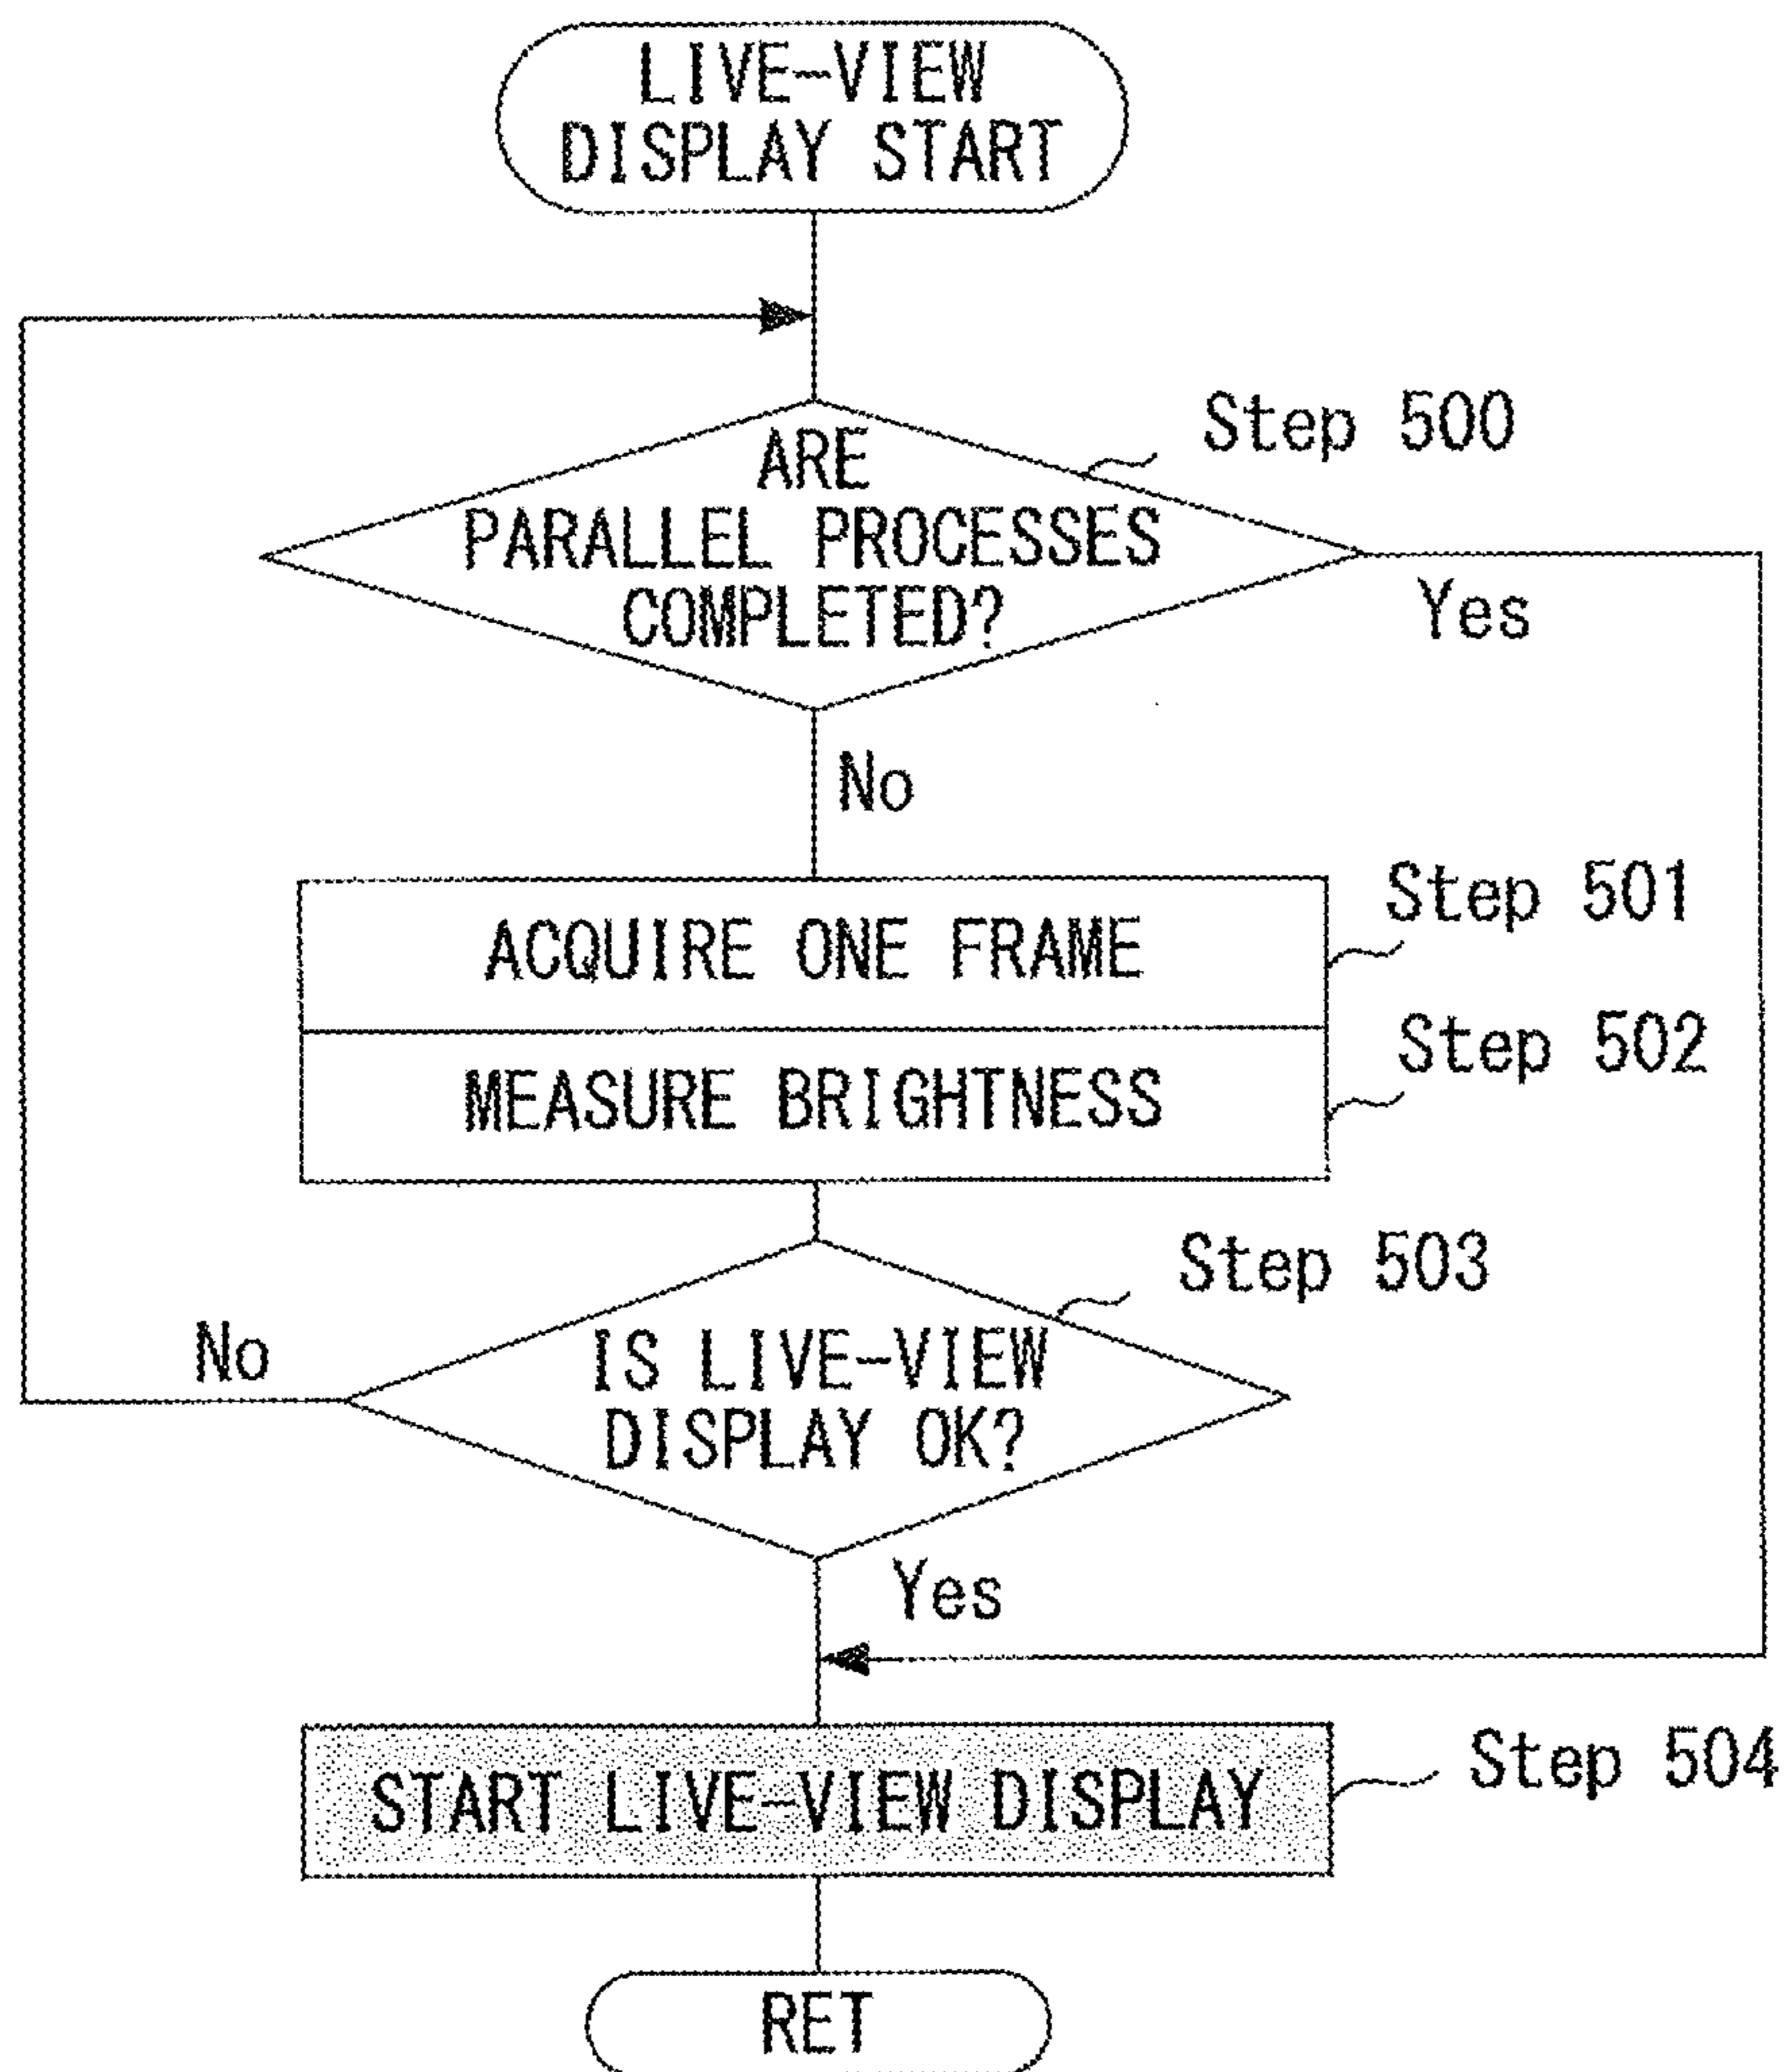 LIVE-VIEW
DISPLAY START
Step 500
ARE
PARALLEL PROCESSES
COMPLETED?
Yes
No
Step 501
ACQUIRE ONE FRAME
Step 502
MEASURE BRIGHTNESS
Step 503
No
IS LIVE-VIEW
DISPLAY OK?
Yes
START LIVE-VIEW DISPLAY
Step 504
RET